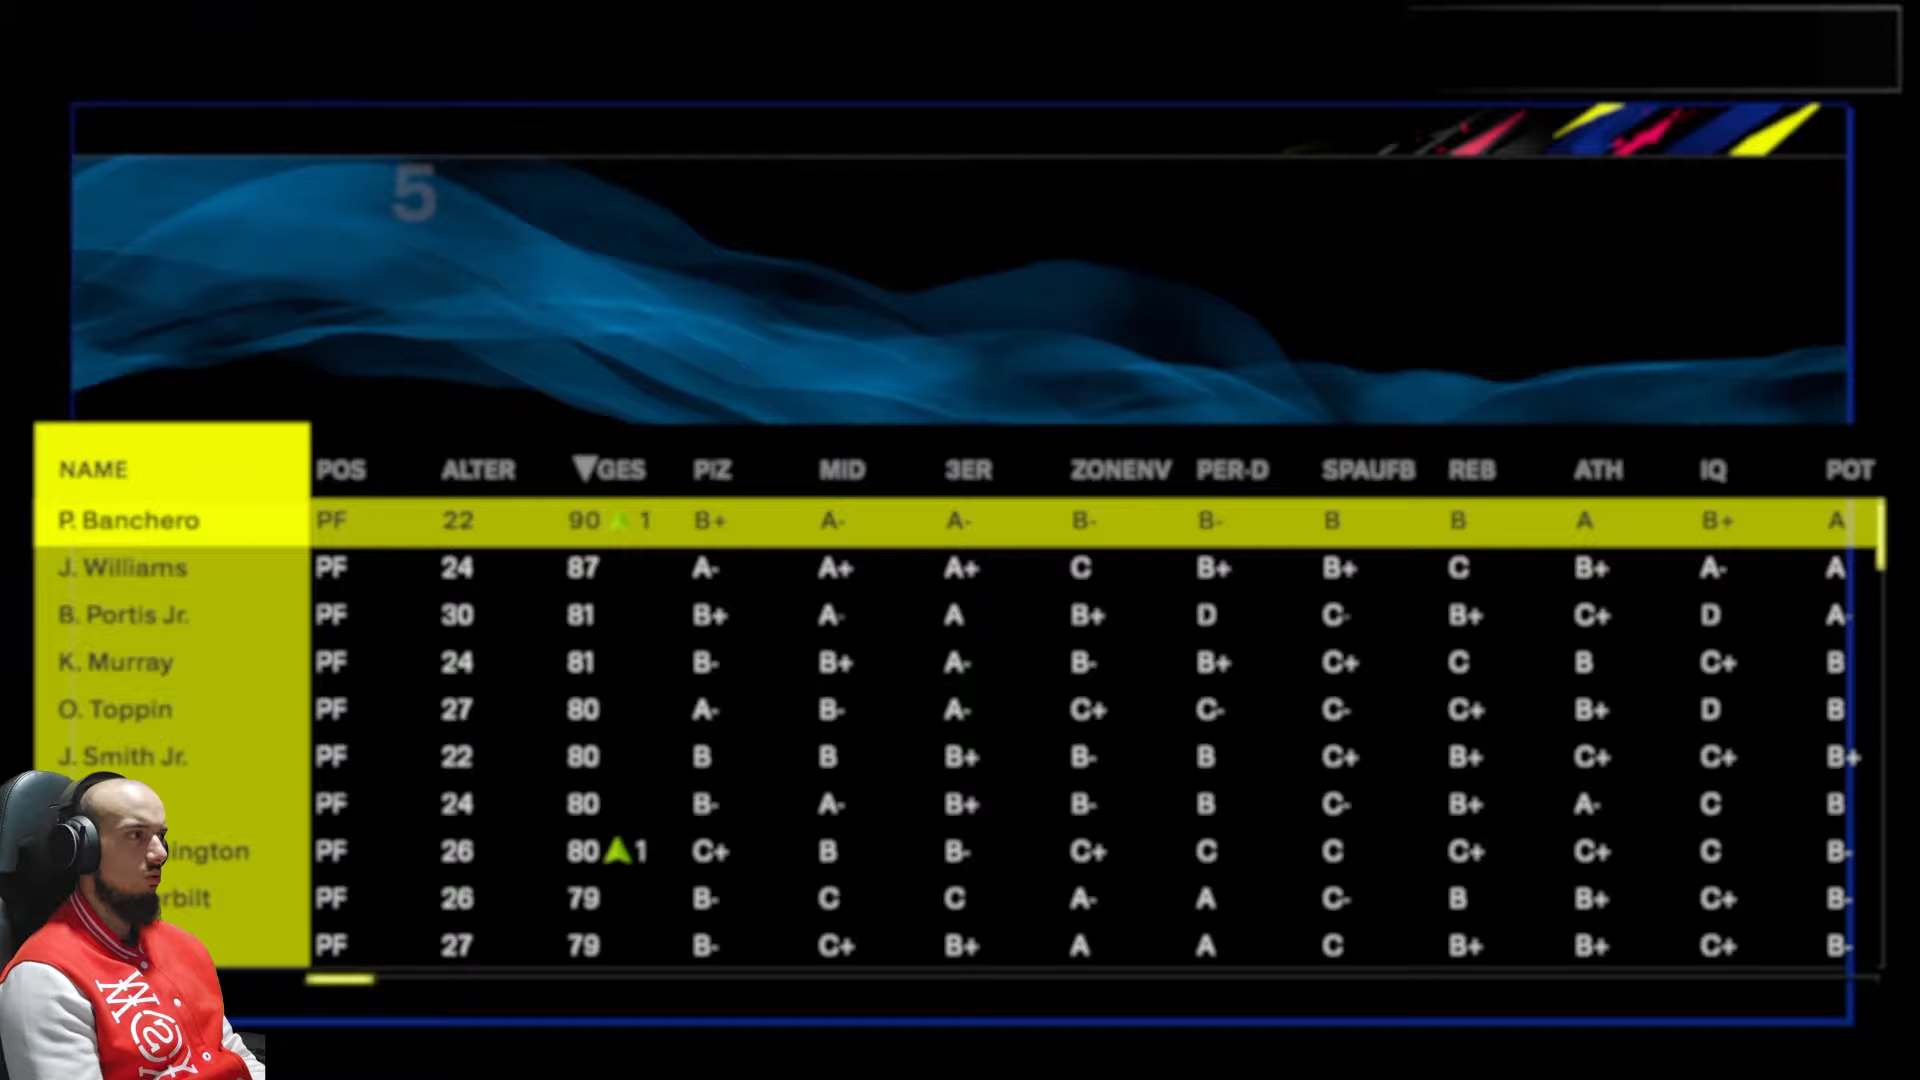 5
NAME POS ALTER ▼GES PIZ MID 3ER ZONENV PER-D SPAUFB REB ATH IQ POT
P. Banchero PF 22 90 ▲ 1 B+ A- A- B- B- B B A B+ A
J. Williams PF 24 87 A- A+ A+ C B+ B+ C B+ A- A
B. Portis Jr. PF 30 81 B+ A- A B+ D C- B+ C+ D A-
K. Murray PF 24 81 B- B+ A- B- B+ C+ C B C+ B
O. Toppin PF 27 80 A- B- A- C+ C- C- C+ B+ D B
J. Smith Jr. PF 22 80 B B B+ B- B C+ B+ C+ C+ B+
PF 24 80 B- A- B+ B- B C- B+ A- C B
ington PF 26 80 ▲ 1 C+ B B- C+ C C C+ C+ C B-
rbilt PF 26 79 B- C C A- A C- B B+ C+ B-
PF 27 79 B- C+ B+ A A C B+ B+ C+ B-